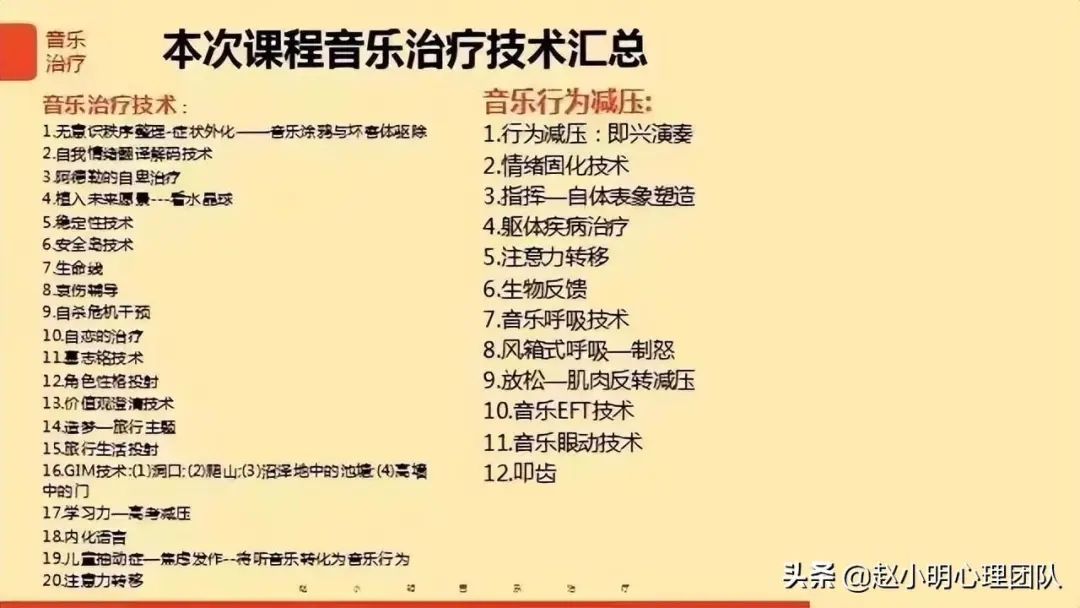 音乐
治疗
本次课程音乐治疗技术汇总
音乐治疗技术：
1.无意识秩序整理-症状外化——音乐涂鸦与坏客体驱除
2.自我情绪翻译解码技术
3.阿德勒的自卑治疗
4.植入未来愿景---看水晶球
5.稳定性技术
6.安全岛技术
7.生命线
8.哀伤辅导
9.自杀危机干预
10.自恋的治疗
11.墓志铭技术
12.角色性格投射
13.价值观澄清技术
14.造梦—旅行主题
15.旅行生活投射
16.GIM技术:(1)洞口;(2)爬山;(3)沼泽地中的池塘;(4)高墙
中的门
17.学习力—高考减压
18.内化语言
19.儿童抽动症—焦虑发作--将听音乐转化为音乐行为
20.注意力转移
音乐行为减压:
1.行为减压：即兴演奏
2.情绪固化技术
3.指挥—自体表象塑造
4.躯体疾病治疗
5.注意力转移
6.生物反馈
7.音乐呼吸技术
8.风箱式呼吸—制怒
9.放松—肌肉反转减压
10.音乐EFT技术
11.音乐眼动技术
12.叩齿
头条 @赵小明心理团队